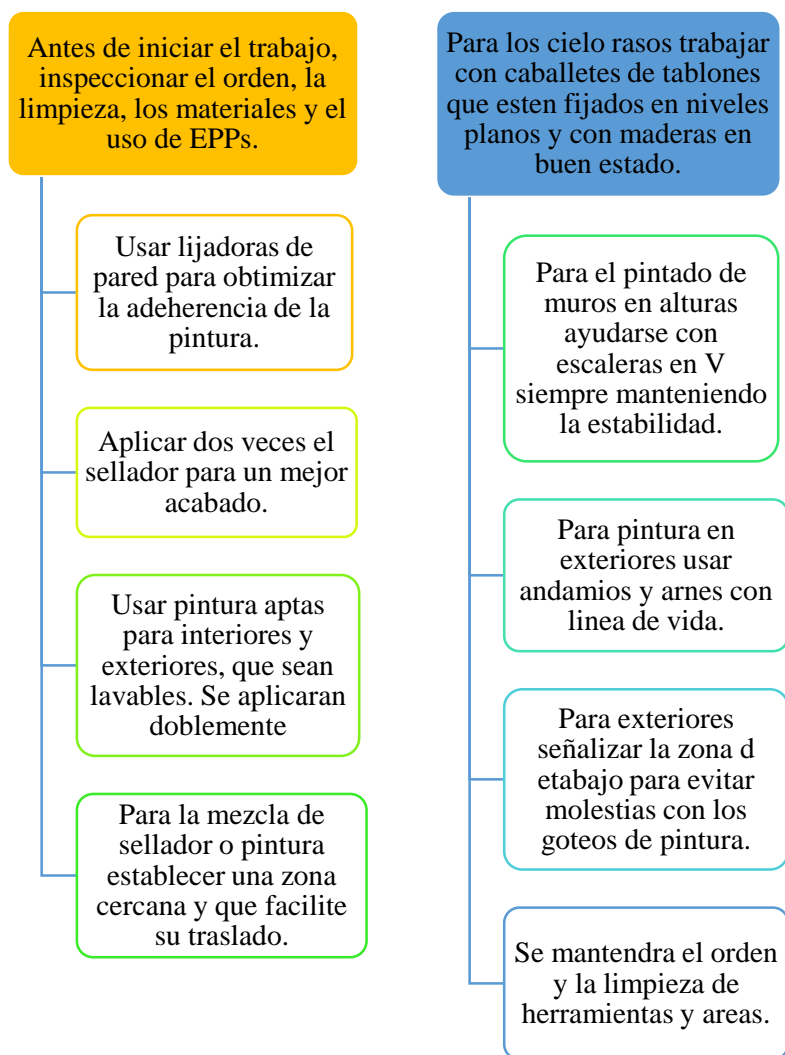 Antes de iniciar el trabajo,
inspeccionar el orden, la
limpieza, los materiales y el
uso de EPPs.
Usar lijadoras de
pared para obtimizar
la adeherencia de la
pintura.
Aplicar dos veces el
sellador para un mejor
acabado.
Usar pintura aptas
para interiores y
exteriores, que sean
lavables. Se aplicaran
doblemente
Para la mezcla de
sellador o pintura
establecer una zona
cercana y que facilite
su traslado.
Para los cielo rasos trabajar
con caballetes de tablones
que esten fijados en niveles
planos y con maderas en
buen estado.
Para el pintado de
muros en alturas
ayudarse con
escaleras en V
siempre manteniendo
la estabilidad.
Para pintura en
exteriores usar
andamios y arnes con
linea de vida.
Para exteriores
señalizar la zona d
etabajo para evitar
molestias con los
goteos de pintura.
Se mantendra el orden
y la limpieza de
herramientas y areas.